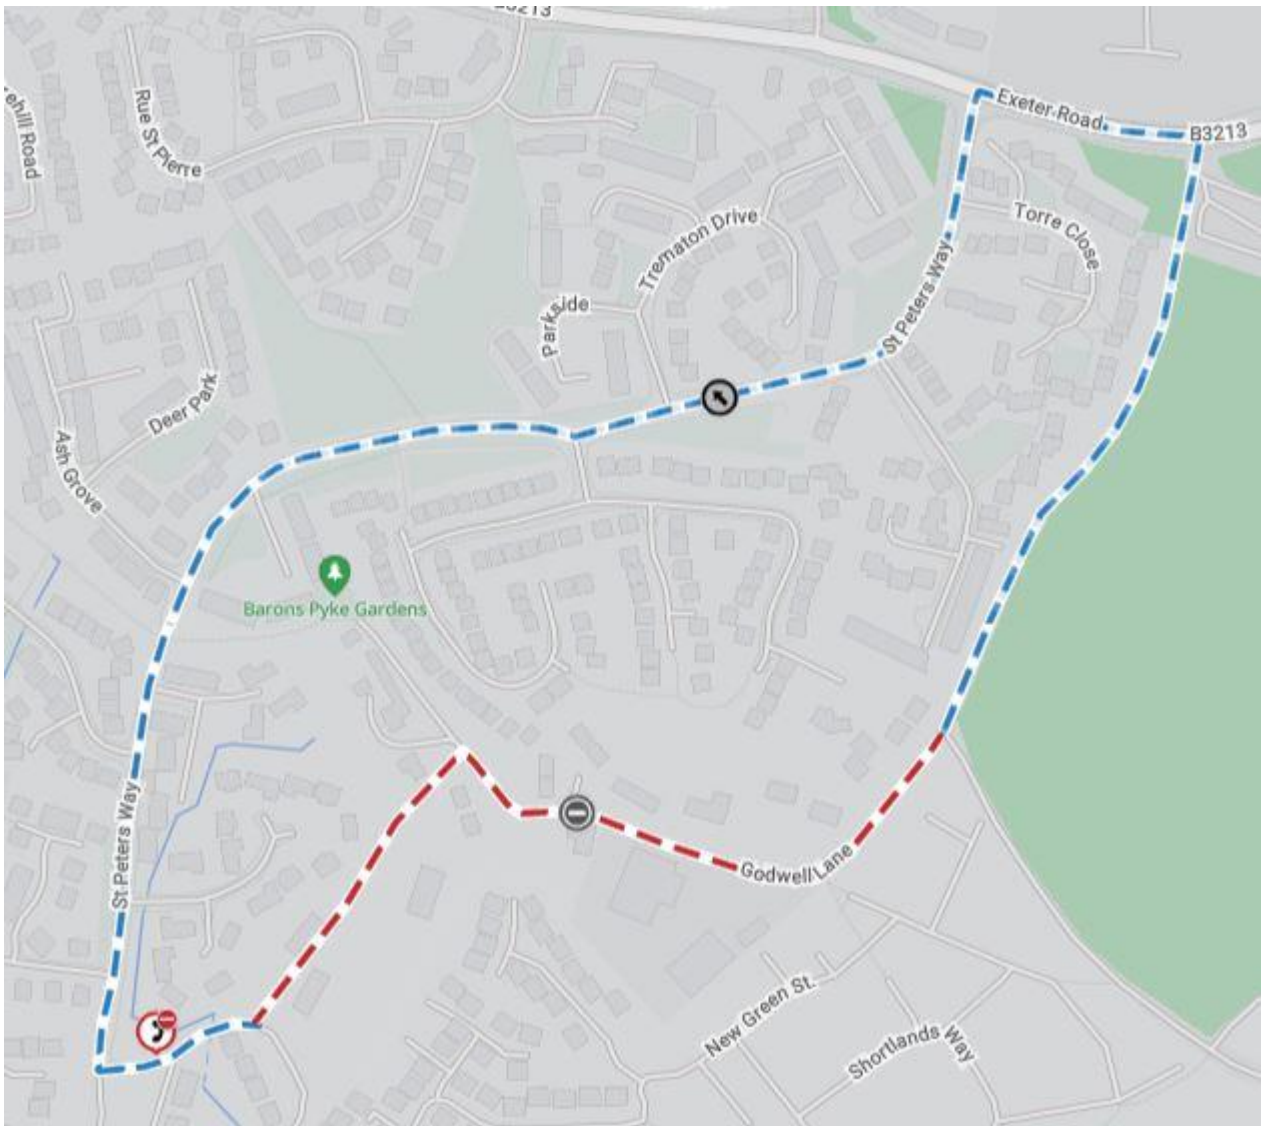 Exeter Road
B3213
Rue St Pierre
Torre Close
Trematon Drive
St Peters Way
Parkside
Deer Park
Ash Grove
Barons Pyke Gardens
St Peters Way
Godwell Lane
New Green St.
Shortlands Way